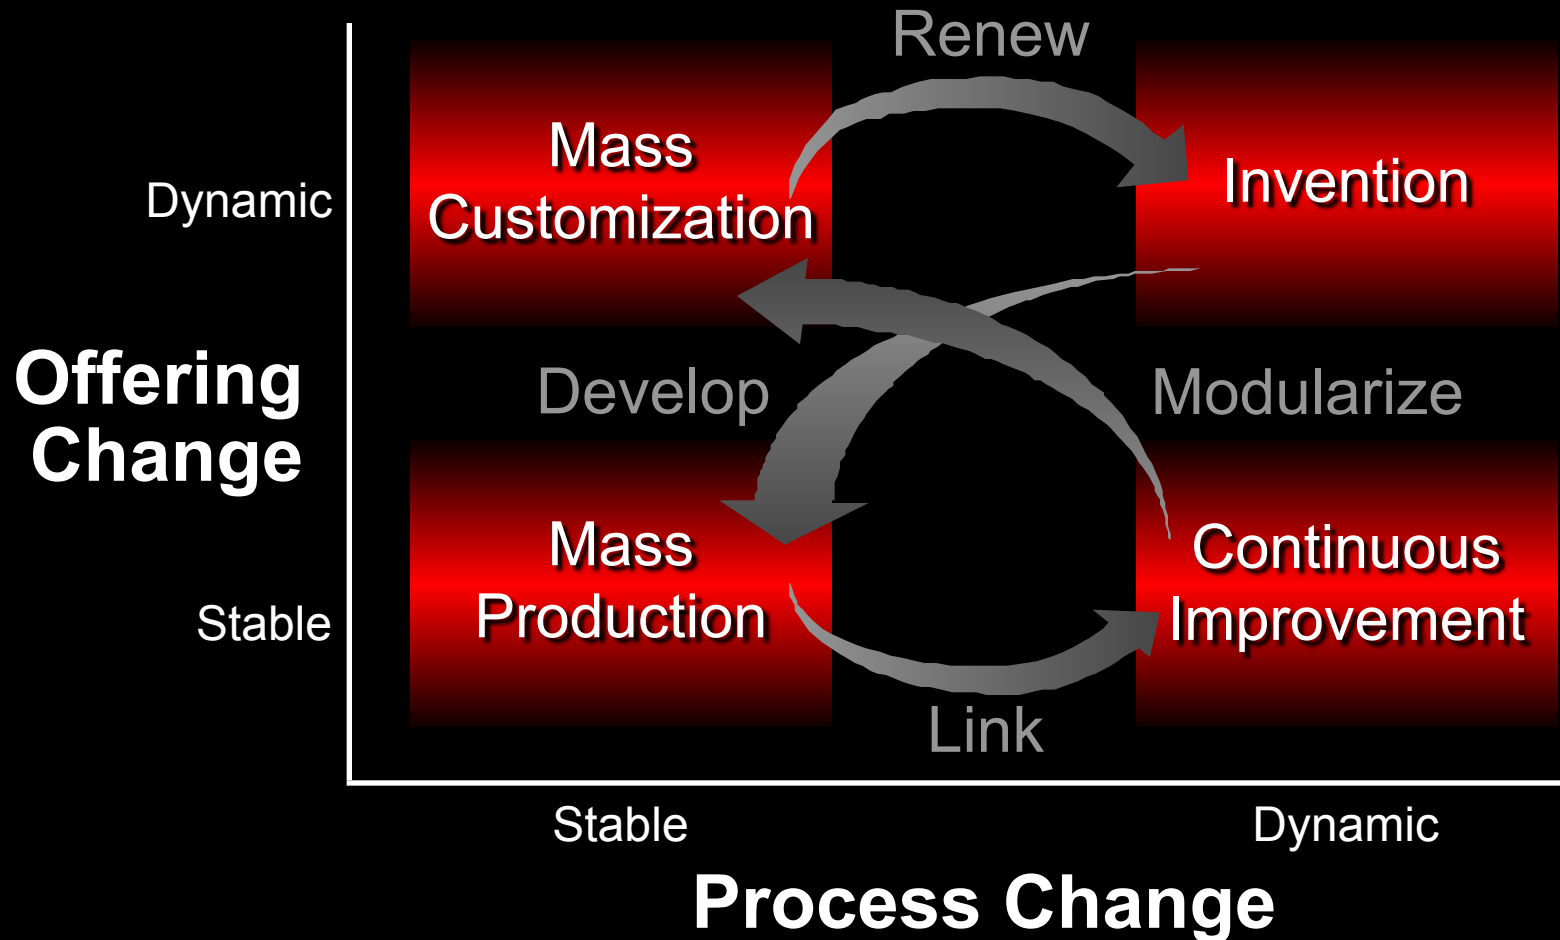 Renew
Mass
Customization
Invention
Dynamic
Offering
Change
Develop
Modularize
Mass
Production
Continuous
Improvement
Stable
Link
Stable
Dynamic
Process Change